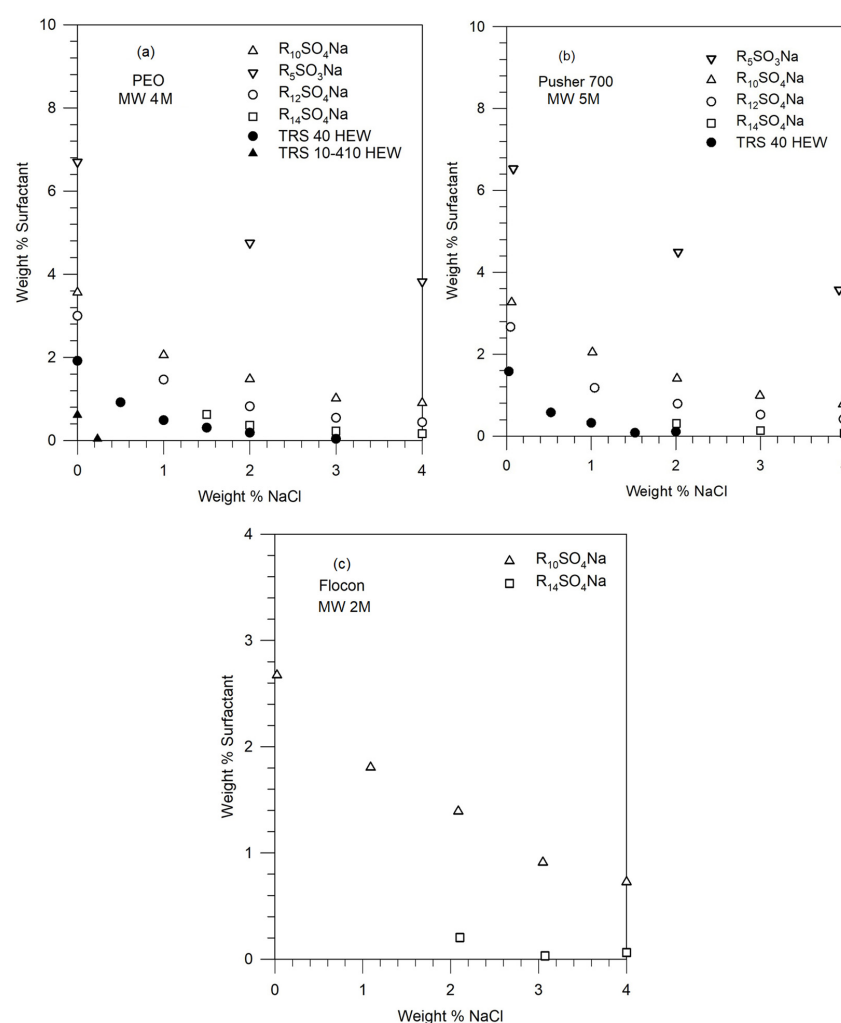 (a)
PEO
MW 4M
R₁₀SO₄Na
R₅SO₃Na
R₁₂SO₄Na
R₁₄SO₄Na
TRS 40 HEW
TRS 10-410 HEW
10
8
6
4
2
0
Weight % Surfactant
0 1 2 3 4
Weight % NaCl
(b)
Pusher 700
MW 5M
R₅SO₃Na
R₁₀SO₄Na
R₁₂SO₄Na
R₁₄SO₄Na
TRS 40 HEW
10
8
6
4
2
0
Weight % Surfactant
0 1 2 3
Weight % NaCl
(c)
Flocon
MW 2M
R₁₀SO₄Na
R₁₄SO₄Na
4
3
2
1
0
Weight % Surfactant
0 1 2 3 4
Weight % NaCl